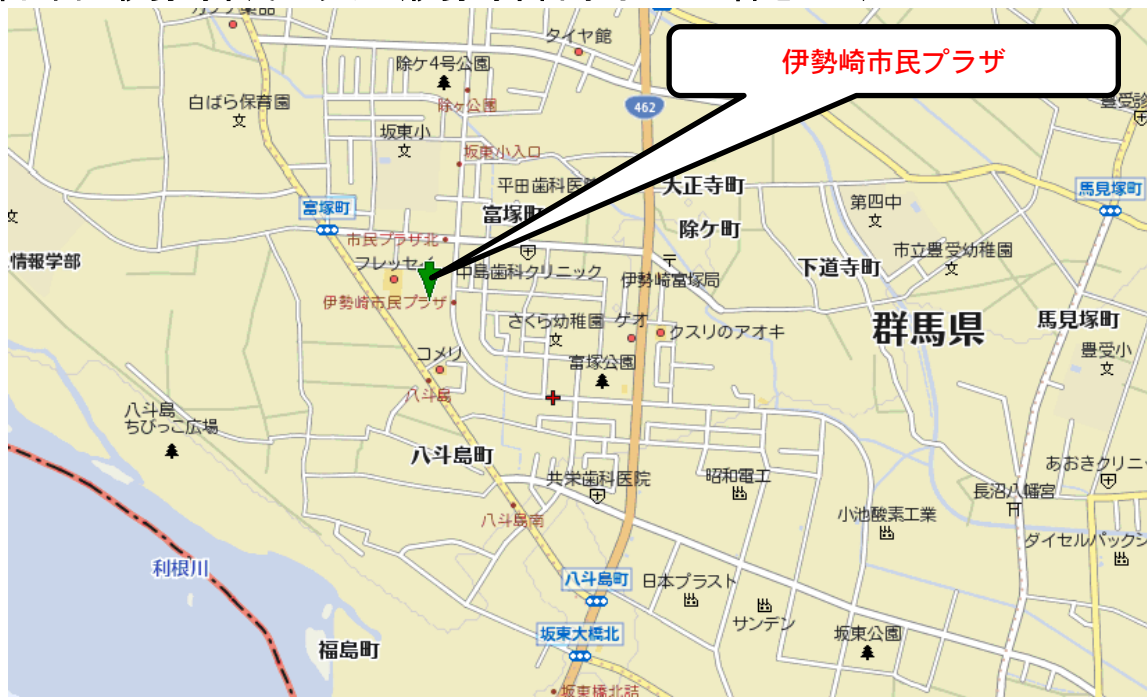 カワチ薬品
タイヤ館
伊勢崎市民プラザ
除ケ4号公園
除ヶ公園
462
白ばら保育園
文
坂東小
文
坂東小入口
平田歯科医院
大正寺町
馬見塚町
富塚町
富塚町
除ケ町
第四中
文
市民プラザ北
情報学部
フレッセイ
中島歯科クリニック
伊勢崎富塚局
下道寺町
市立豊受幼稚園
文
伊勢崎市民プラザ
さくら幼稚園
文
ゲオ
クスリのアオキ
群馬県
馬見塚町
コメリ
富塚公園
豊受小
文
八斗島
八斗島
ちびっこ広場
八斗島町
共栄歯科医院
昭和電工
あおきクリニ
長沼八幡宮
八斗島南
小池酸素工業
ダイセルパックシ
利根川
八斗島町
日本プラスト
サンデン
坂東大橋北
坂東公園
福島町
坂東橋北詰